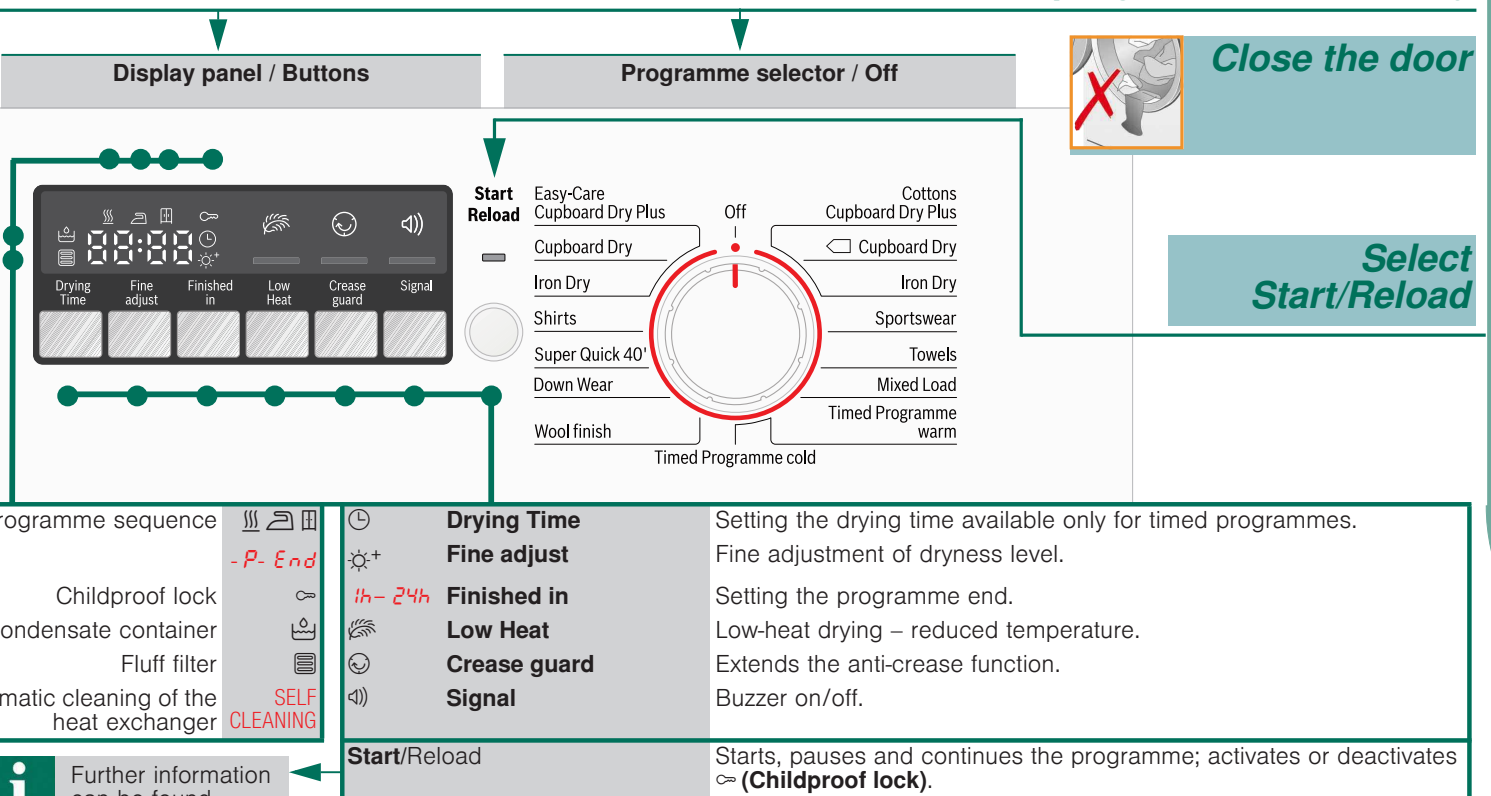 Display panel / Buttons
Programme selector / Off
Close the door
Select
Start/Reload
Start
Reload
88:88
Drying
Time
Fine
adjust
Finished
in
Low
Heat
Crease
guard
Signal
Off
Easy-Care
Cupboard Dry Plus
Cupboard Dry
Iron Dry
Shirts
Super Quick 40'
Down Wear
Wool finish
Timed Programme cold
Cottons
Cupboard Dry Plus
Cupboard Dry
Iron Dry
Sportswear
Towels
Mixed Load
Timed Programme
warm
rogramme sequence
-P- End
Childproof lock
ondensate container
Fluff filter
matic cleaning of the
heat exchanger
SELF
CLEANING
Drying Time Setting the drying time available only for timed programmes.
Fine adjust Fine adjustment of dryness level.
1h– 24h Finished in Setting the programme end.
Low Heat Low-heat drying – reduced temperature.
Crease guard Extends the anti-crease function.
Signal Buzzer on/off.
Start/Reload Starts, pauses and continues the programme; activates or deactivates
(Childproof lock).
i
Further information
can be found